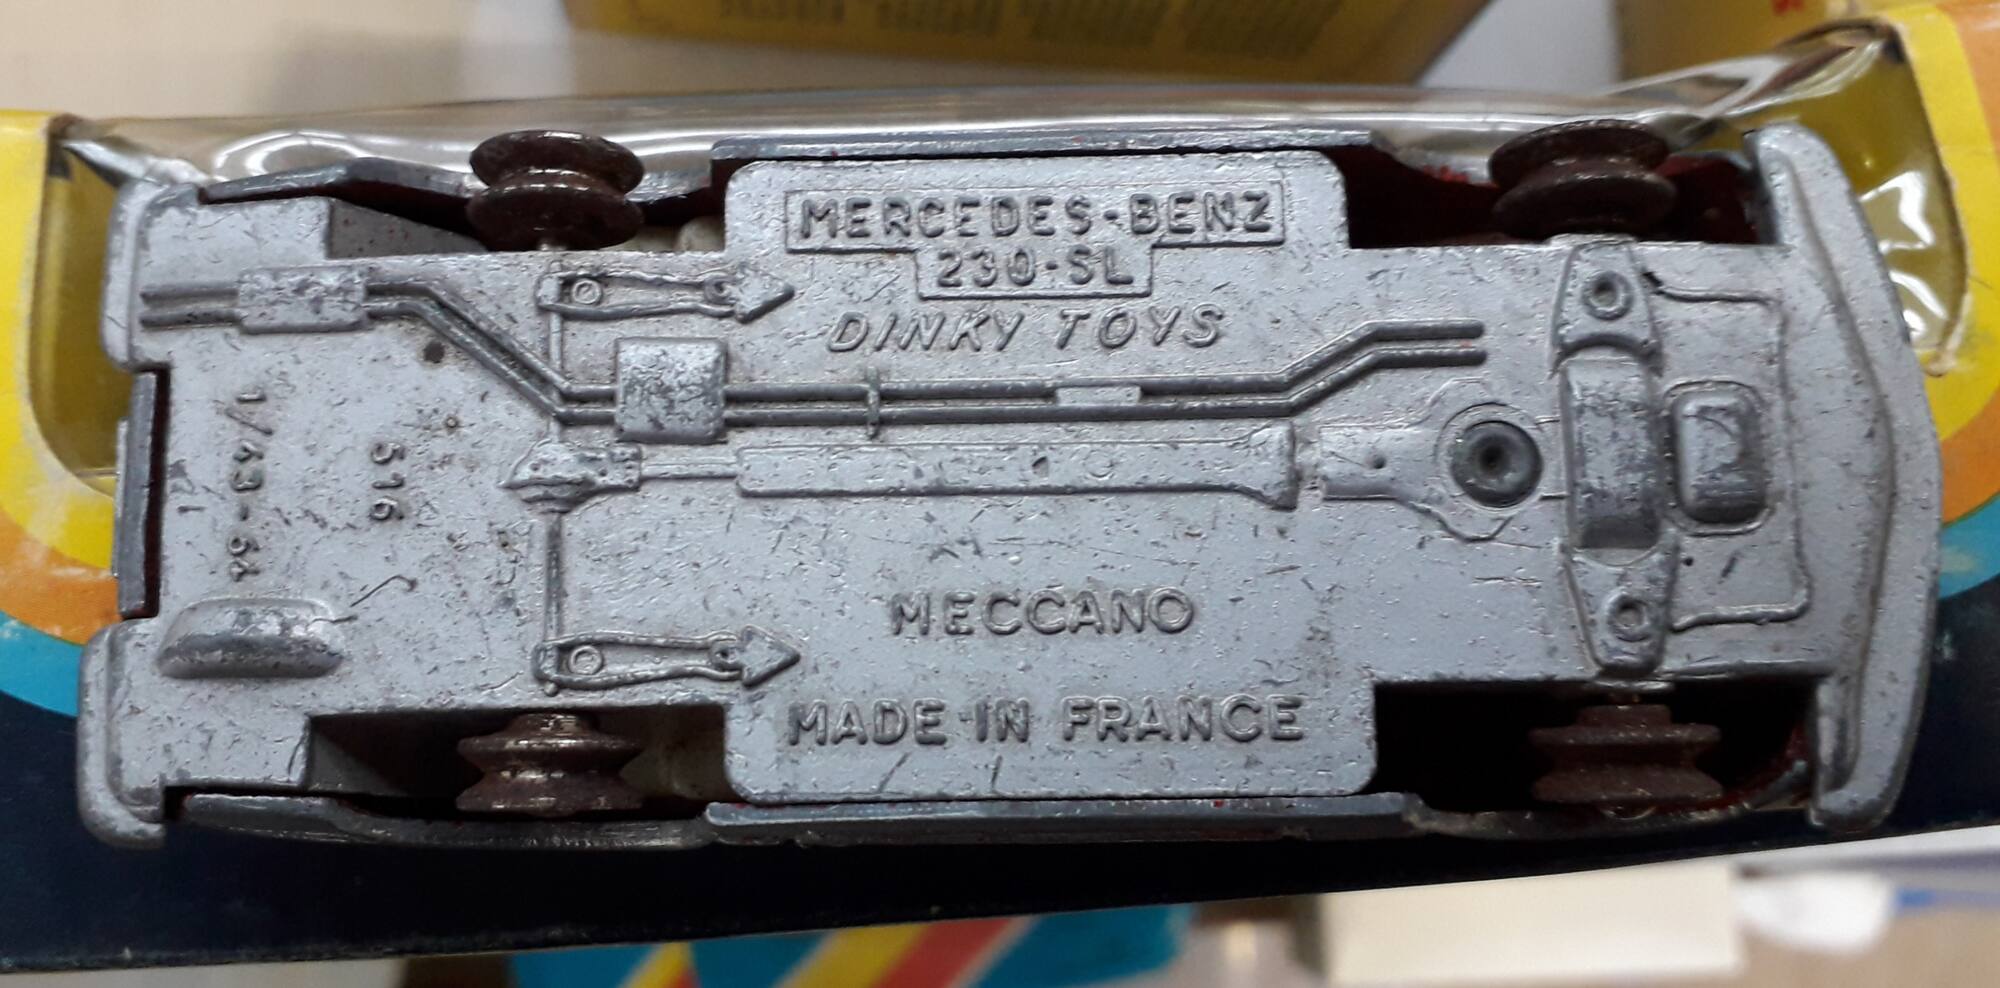 MERCEDES-BENZ
230-SL
DINKY TOYS
MECCANO
MADE IN FRANCE
516
1/43-64